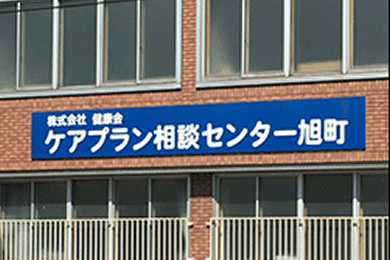 株式会社 健康会
ケアプラン相談センター旭町